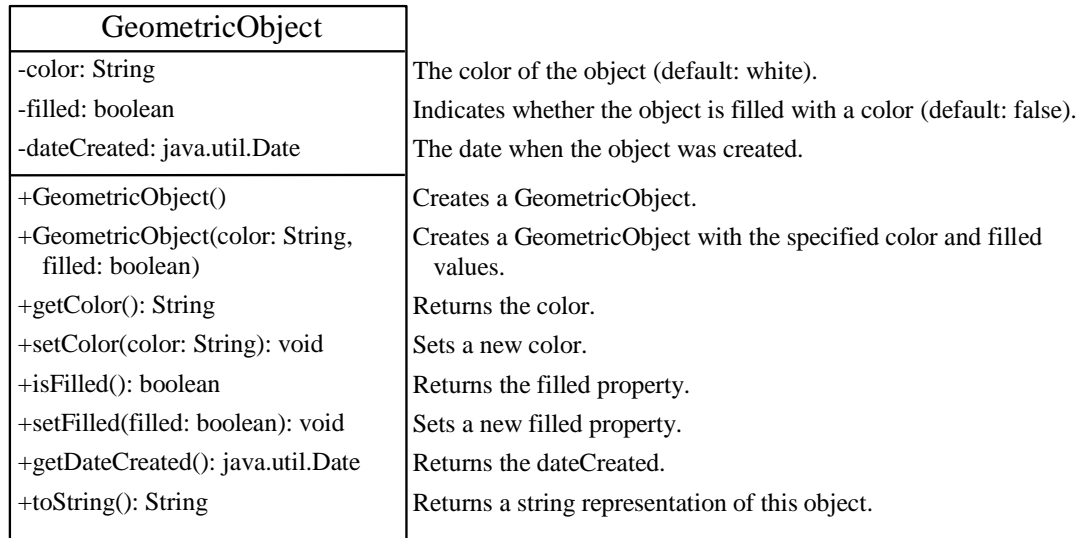 GeometricObject
-color: String The color of the object (default: white).
-filled: boolean Indicates whether the object is filled with a color (default: false).
-dateCreated: java.util.Date The date when the object was created.
+GeometricObject() Creates a GeometricObject.
+GeometricObject(color: String, Creates a GeometricObject with the specified color and filled
filled: boolean) values.
+getColor(): String Returns the color.
+setColor(color: String): void Sets a new color.
+isFilled(): boolean Returns the filled property.
+setFilled(filled: boolean): void Sets a new filled property.
+getDateCreated(): java.util.Date Returns the dateCreated.
+toString(): String Returns a string representation of this object.